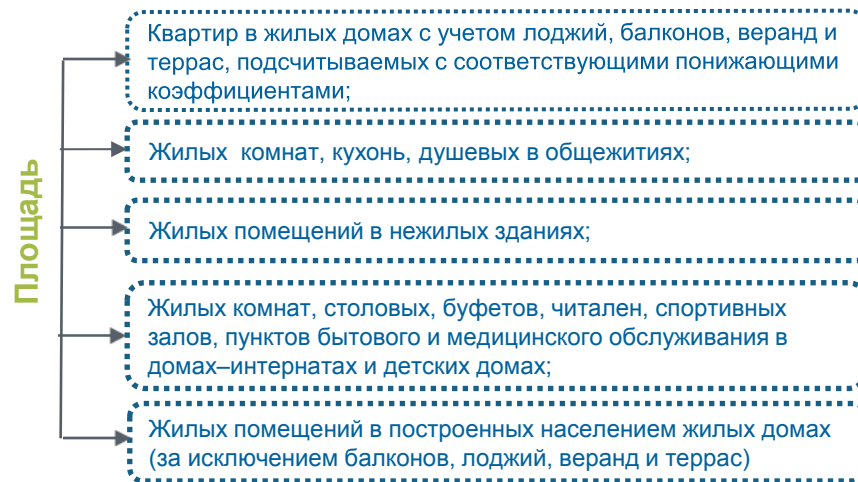 Площадь
Квартир в жилых домах с учетом лоджий, балконов, веранд и
террас, подсчитываемых с соответствующими понижающими
коэффициентами;
Жилых комнат, кухонь, душевых в общежитиях;
Жилых помещений в нежилых зданиях;
Жилых комнат, столовых, буфетов, читален, спортивных
залов, пунктов бытового и медицинского обслуживания в
домах–интернатах и детских домах;
Жилых помещений в построенных населением жилых домах
(за исключением балконов, лоджий, веранд и террас)